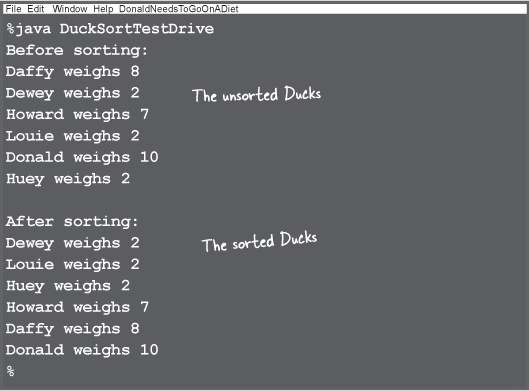 File Edit Window Help DonaldNeedsToGoOnADiet
%java DuckSortTestDrive
Before sorting:
Daffy weighs 8
Dewey weighs 2
The unsorted Ducks
Howard weighs 7
Louie weighs 2
Donald weighs 10
Huey weighs 2
After sorting:
Dewey weighs 2
The sorted Ducks
Louie weighs 2
Huey weighs 2
Howard weighs 7
Daffy weighs 8
Donald weighs 10
%